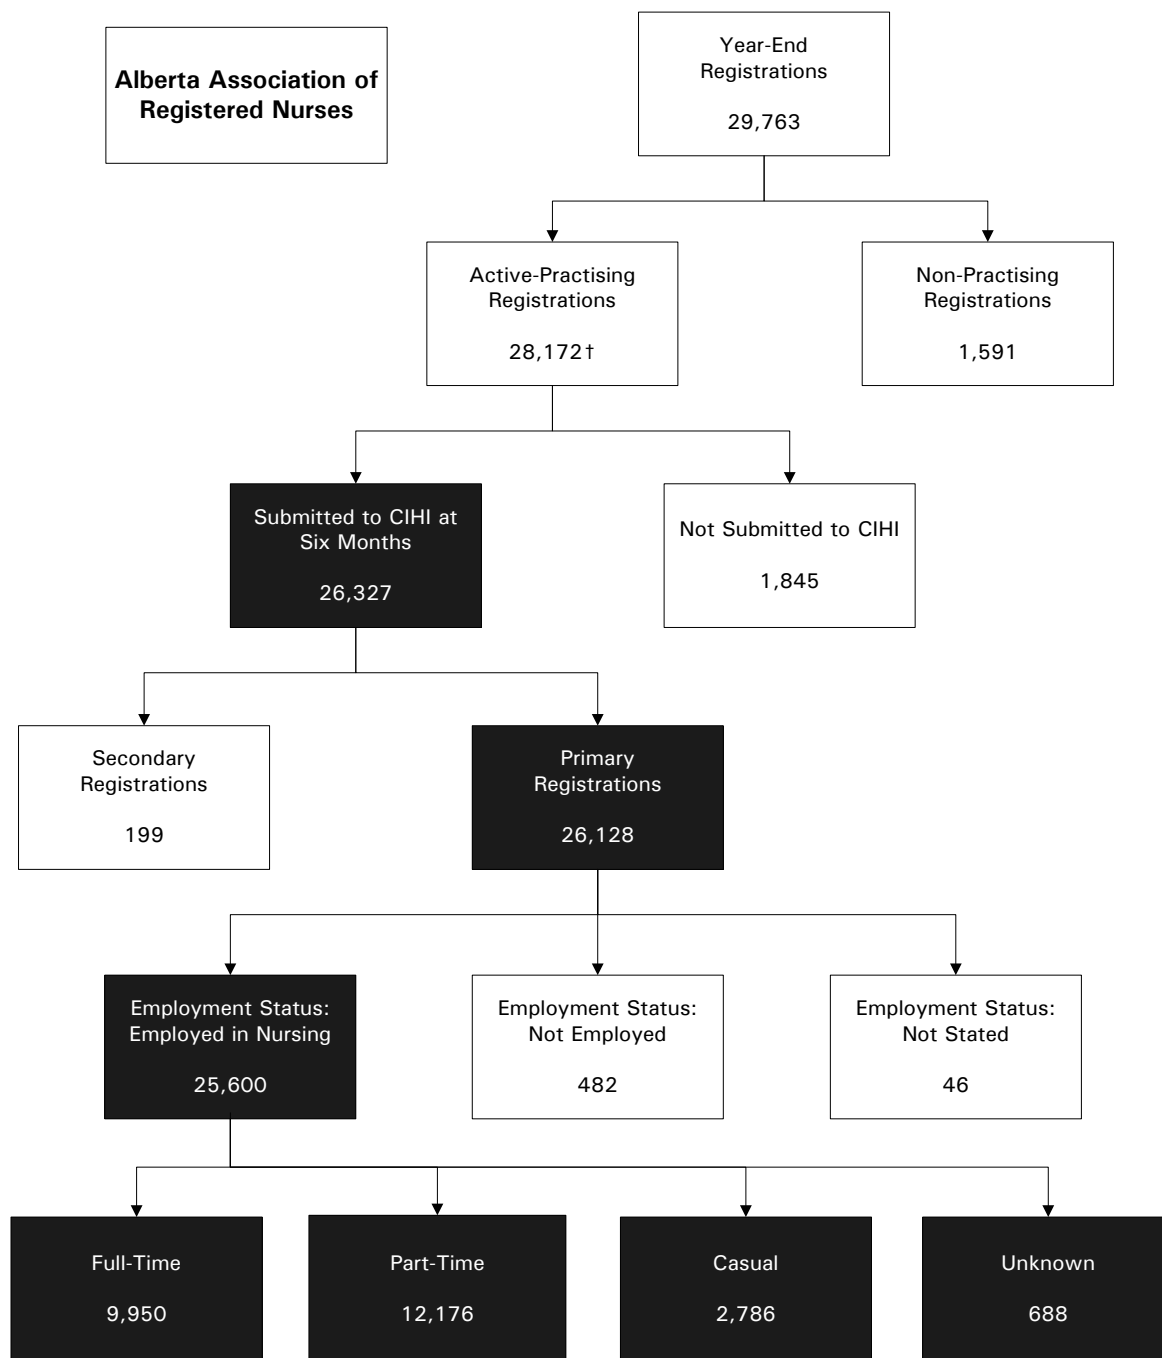 Alberta Association of
Registered Nurses
Year-End
Registrations
29,763
Active-Practising
Registrations
28,172†
Non-Practising
Registrations
1,591
Submitted to CIHI at
Six Months
26,327
Not Submitted to CIHI
1,845
Secondary
Registrations
199
Primary
Registrations
26,128
Employment Status:
Employed in Nursing
25,600
Employment Status:
Not Employed
482
Employment Status:
Not Stated
46
Full-Time
9,950
Part-Time
12,176
Casual
2,786
Unknown
688